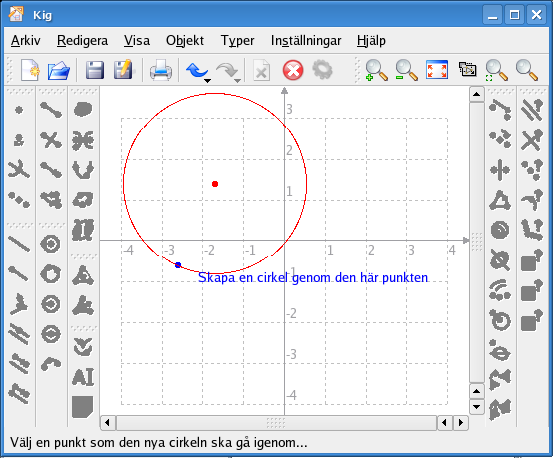 Kig
Arkiv Redigera Visa Objekt Typer Inställningar Hjälp
3
2
1
-4 -3 -2 -1 1 2 3 4
Skapa en cirkel genom den här punkten
-1
-2
-3
-4
AI
Välj en punkt som den nya cirkeln ska gå igenom...